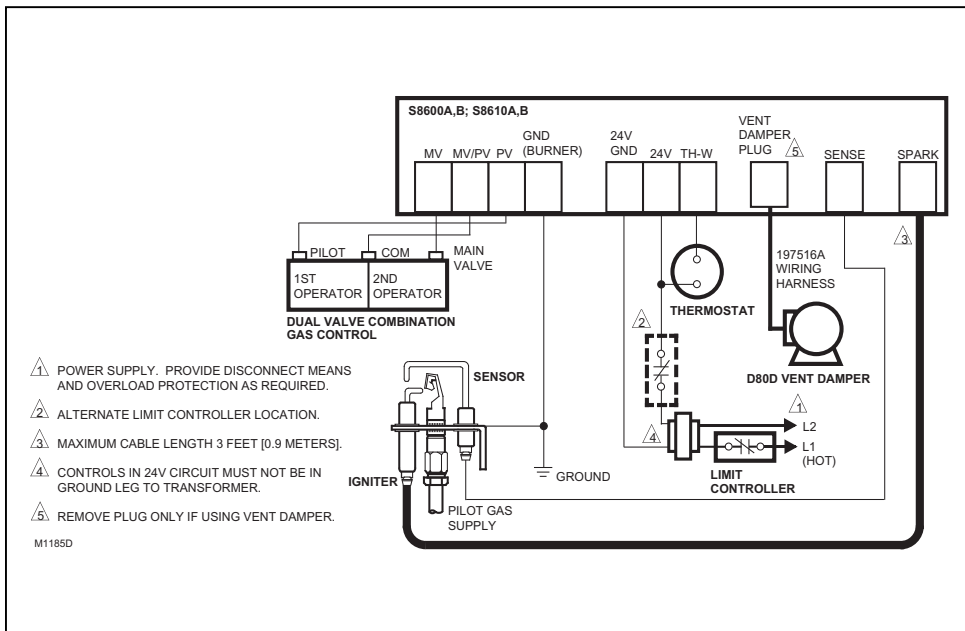 S8600A,B; S8610A,B
MV MV/PV PV
GND
(BURNER)
24V
GND
24V TH-W
VENT
DAMPER
PLUG 5
SENSE
SPARK
3
PILOT COM MAIN
VALVE
1ST
OPERATOR
2ND
OPERATOR
DUAL VALVE COMBINATION
GAS CONTROL
THERMOSTAT
197516A
WIRING
HARNESS
D80D VENT DAMPER
2
SENSOR
IGNITER
PILOT GAS
SUPPLY
GROUND
4
1
L2
L1
(HOT)
LIMIT
CONTROLLER
1 POWER SUPPLY. PROVIDE DISCONNECT MEANS
AND OVERLOAD PROTECTION AS REQUIRED.
2 ALTERNATE LIMIT CONTROLLER LOCATION.
3 MAXIMUM CABLE LENGTH 3 FEET [0.9 METERS].
4 CONTROLS IN 24V CIRCUIT MUST NOT BE IN
GROUND LEG TO TRANSFORMER.
5 REMOVE PLUG ONLY IF USING VENT DAMPER.
M1185D